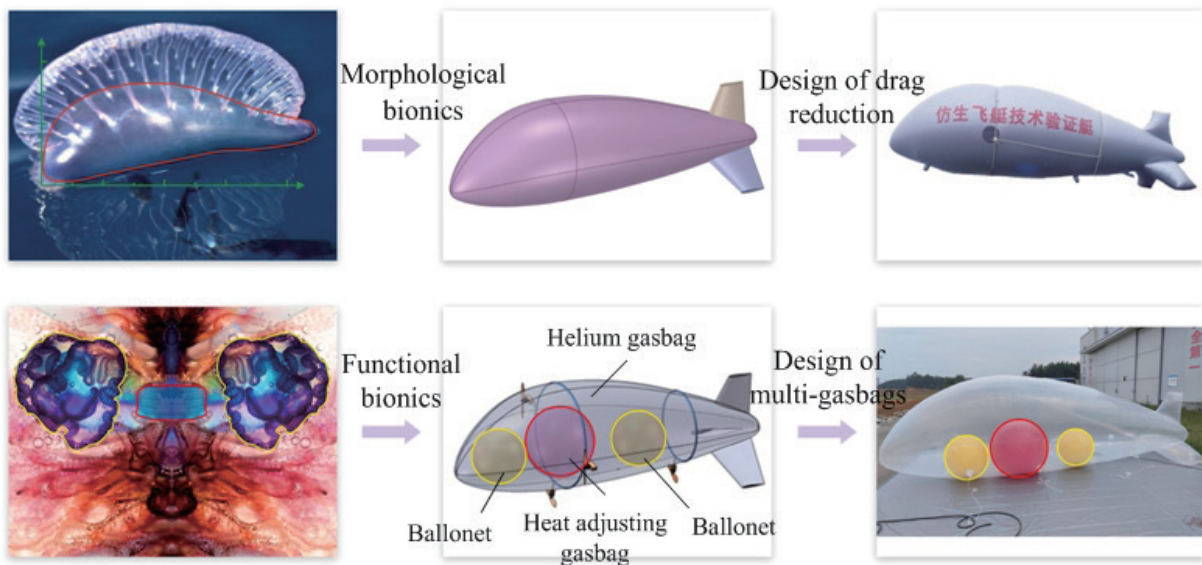 Morphological
bionics
Design of drag
reduction
仿生飞艇技术验证艇
Functional
bionics
Helium gasbag
Ballonet
Heat adjusting
gasbag
Ballonet
Design of
multi-gasbags